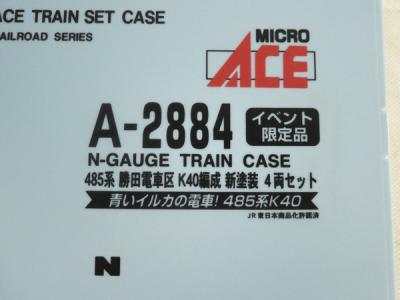 ACE TRAIN SET CASE
AILROAD SERIES
MICRO
ACE
A-2884
イベント
限定品
N-GAUGE TRAIN CASE
485系 勝田電車区 K40編成 新塗装 4両セット
青いイルカの電車! 485系K40
JR東日本商品化許諾済
N